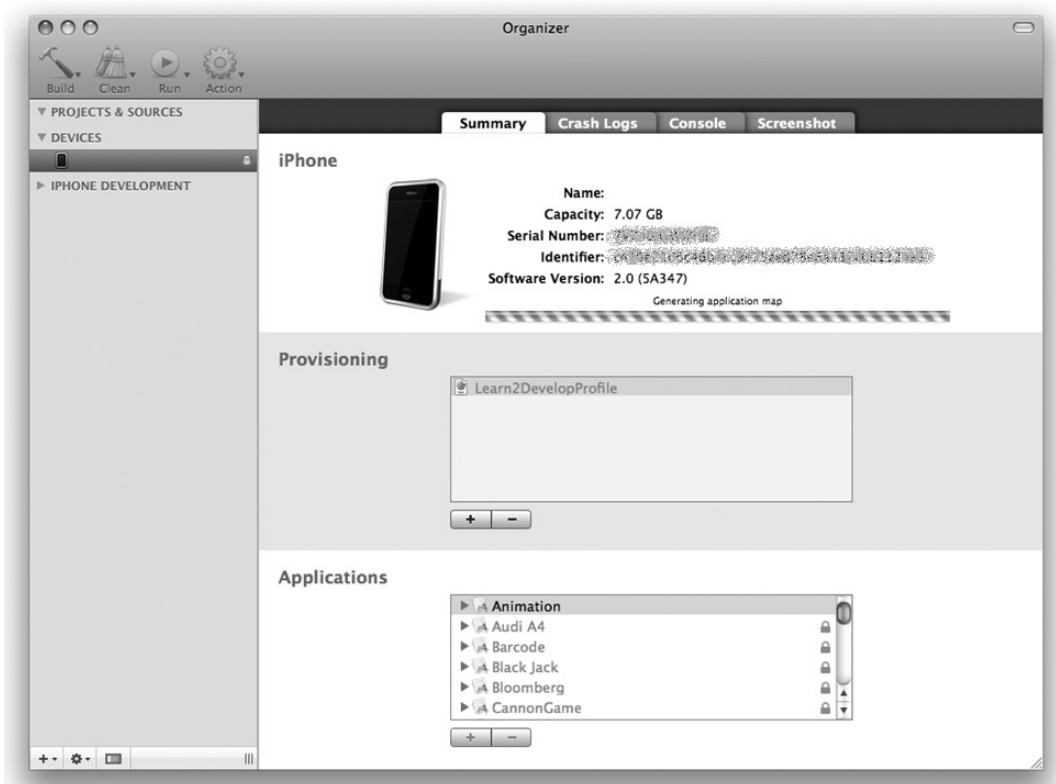 Organizer
Build Clean Run Action
PROJECTS & SOURCES
DEVICES
IPHONE DEVELOPMENT
Summary Crash Logs Console Screenshot
iPhone
Name:
Capacity: 7.07 GB
Serial Number:
Identifier:
Software Version: 2.0 (5A347)
Generating application map
Provisioning
Learn2DevelopProfile
+ −
Applications
Animation
Audi A4
Barcode
Black Jack
Bloomberg
CannonGame
+ −